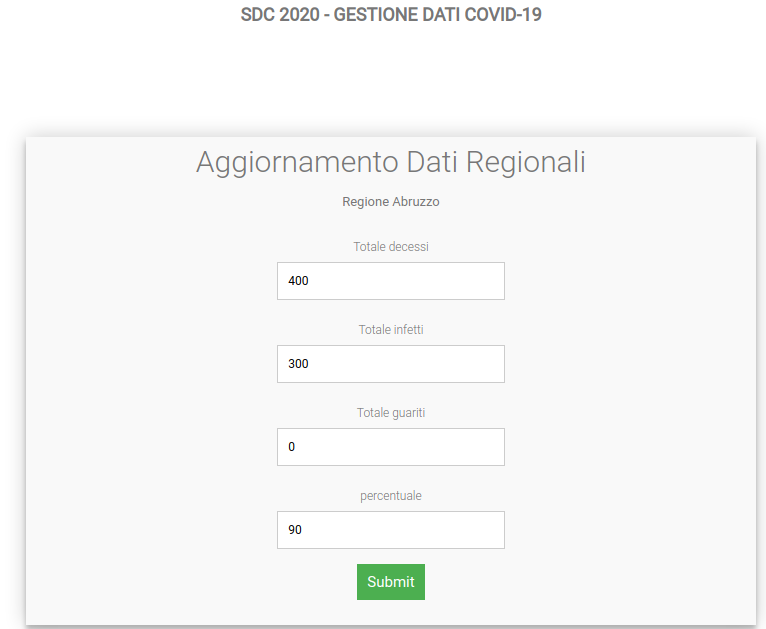 SDC 2020 - GESTIONE DATI COVID-19
Aggiornamento Dati Regionali
Regione Abruzzo
Totale decessi
400
Totale infetti
300
Totale guariti
0
percentuale
90
Submit